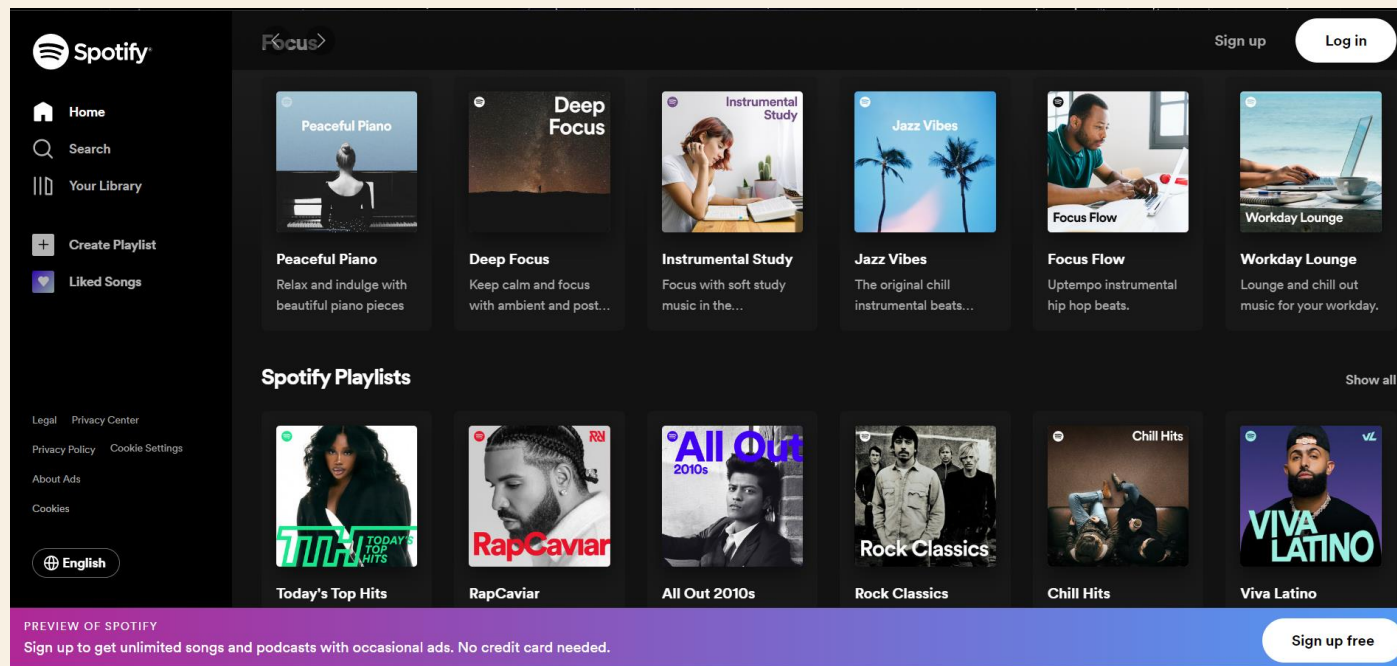 Spotify
Home
Search
Your Library
Create Playlist
Liked Songs
Legal Privacy Center
Privacy Policy Cookie Settings
About Ads
Cookies
English
Focus
Sign up
Log in
Peaceful Piano
Peaceful Piano
Relax and indulge with
beautiful piano pieces
Deep
Focus
Deep Focus
Keep calm and focus
with ambient and post...
Instrumental
Study
Instrumental Study
Focus with soft study
music in the...
Jazz Vibes
Jazz Vibes
The original chill
instrumental beats...
Focus Flow
Focus Flow
Uptempo instrumental
hip hop beats.
Workday Lounge
Workday Lounge
Lounge and chill out
music for your workday.
Spotify Playlists
Show all
TTH TODAY'S
TOP
HITS
Today's Top Hits
RapCaviar
RapCaviar
All Out
2010s
All Out 2010s
Rock Classics
Rock Classics
Chill Hits
Chill Hits
VL
VIVA
LATINO
Viva Latino
PREVIEW OF SPOTIFY
Sign up to get unlimited songs and podcasts with occasional ads. No credit card needed.
Sign up free